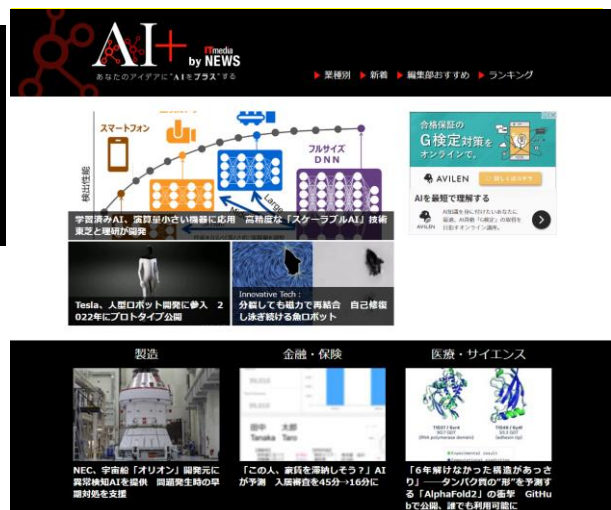 AI+
ITmedia
by NEWS
あなたのアイデアに"AIをプラス"する
業種別
新着
編集部おすすめ
ランキング
スマートフォン
フルサイズ
DNN
検出性能
Large
学習済みAI、演算量小さい機器に応用 高精度な「スケーラブルAI」技術
東芝と理研が開発
合格保証の
G検定対策を
オンラインで。
AVILEN
AIを最短で理解する
AVILEN
Tesla、人型ロボット開発に参入 2
022年にプロトタイプ公開
Innovative Tech：
分裂しても磁力で再結合 自己修復
し泳ぎ続ける魚ロボット
製造
金融・保険
医療・サイエンス
田中 太郎
Tanaka Taro
NEC、宇宙船「オリオン」開発元に
異常検知AIを提供 問題発生時の早
期対処を支援
「この人、家賃を滞納しそう？」AI
が予測 入居審査を45分→16分に
「6年解けなかった構造があっさ
り」――タンパク質の"形"を予測す
る「AlphaFold2」の衝撃 GitHu
bで公開、誰でも利用可能に